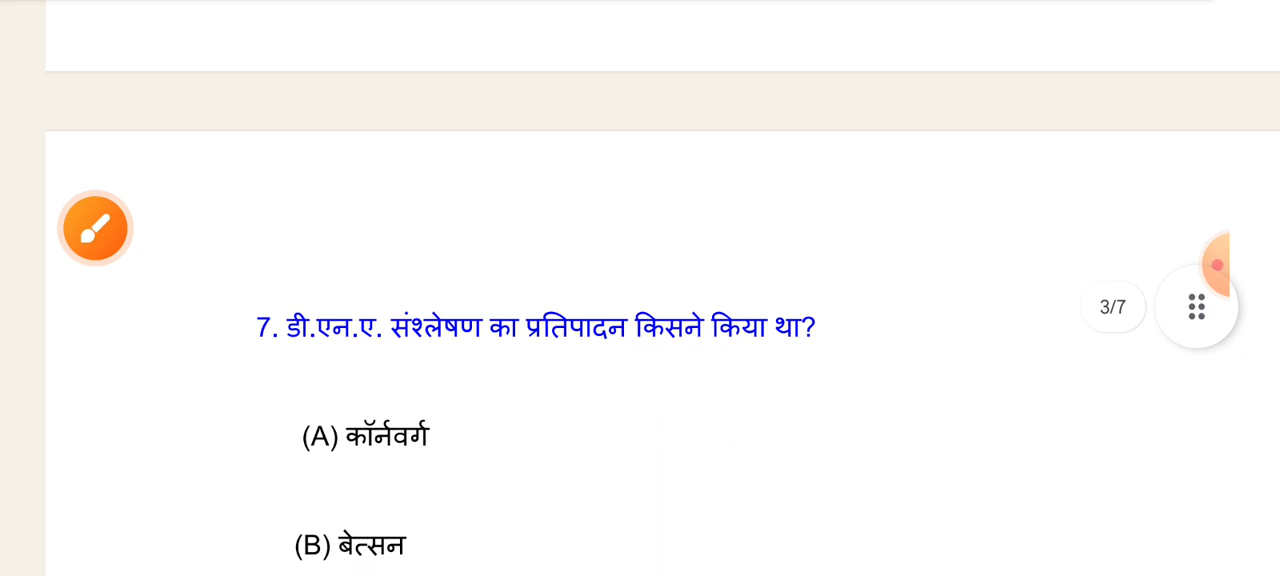 7. डी.एन.ए. संश्लेषण का प्रतिपादन किसने किया था?
3/7
(A) कॉर्नवर्ग
(B) बेत्सन